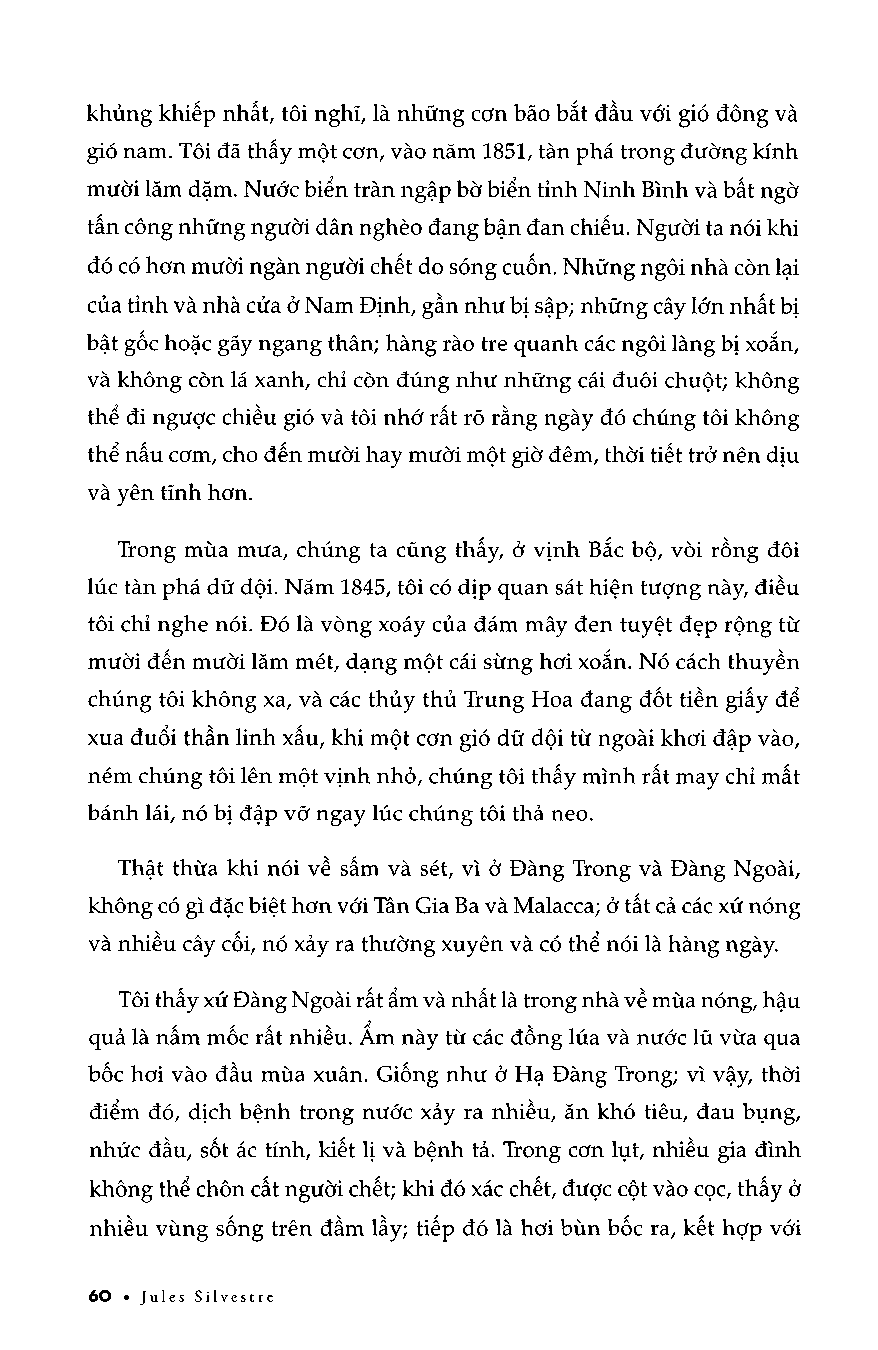 khủng khiếp nhất, tôi nghĩ, là những cơn bão bắt đầu với gió đông và
gió nam. Tôi đã thấy một cơn, vào năm 1851, tàn phá trong đường kính
mười lăm dặm. Nước biển tràn ngập bờ biển tỉnh Ninh Bình và bất ngờ
tấn công những người dân nghèo đang bận đan chiếu. Người ta nói khi
đó có hơn mười ngàn người chết do sóng cuốn. Những ngôi nhà còn lại
của tỉnh và nhà cửa ở Nam Định, gần như bị sập; những cây lớn nhất bị
bật gốc hoặc gãy ngang thân; hàng rào tre quanh các ngôi làng bị xoắn,
và không còn lá xanh, chỉ còn đúng như những cái đuôi chuột; không
thể đi ngược chiều gió và tôi nhớ rất rõ rằng ngày đó chúng tôi không
thể nấu cơm, cho đến mười hay mười một giờ đêm, thời tiết trở nên dịu
và yên tĩnh hơn.
Trong mùa mưa, chúng ta cũng thấy, ở vịnh Bắc bộ, vòi rồng đôi
lúc tàn phá dữ dội. Năm 1845, tôi có dịp quan sát hiện tượng này, điều
tôi chỉ nghe nói. Đó là vòng xoáy của đám mây đen tuyệt đẹp rộng từ
mười đến mười lăm mét, dạng một cái sừng hơi xoắn. Nó cách thuyền
chúng tôi không xa, và các thủy thủ Trung Hoa đang đốt tiền giấy để
xua đuổi thần linh xấu, khi một cơn gió dữ dội từ ngoài khơi đập vào,
ném chúng tôi lên một vịnh nhỏ, chúng tôi thấy mình rất may chỉ mất
bánh lái, nó bị đập vỡ ngay lúc chúng tôi thả neo.
Thật thừa khi nói về sấm và sét, vì ở Đàng Trong và Đàng Ngoài,
không có gì đặc biệt hơn với Tân Gia Ba và Malacca; ở tất cả các xứ nóng
và nhiều cây cối, nó xảy ra thường xuyên và có thể nói là hàng ngày.
Tôi thấy xứ Đàng Ngoài rất ẩm và nhất là trong nhà về mùa nóng, hậu
quả là nấm mốc rất nhiều. Ẩm này từ các đồng lúa và nước lũ vừa qua
bốc hơi vào đầu mùa xuân. Giống như ở Hạ Đàng Trong; vì vậy, thời
điểm đó, dịch bệnh trong nước xảy ra nhiều, ăn khó tiêu, đau bụng,
nhức đầu, sốt ác tính, kiết lị và bệnh tả. Trong cơn lụt, nhiều gia đình
không thể chôn cất người chết; khi đó xác chết, được cột vào cọc, thấy ở
nhiều vùng sống trên đầm lầy; tiếp đó là hơi bùn bốc ra, kết hợp với
60 • Jules Silvestre